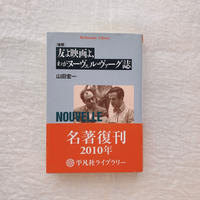 Heibonsha Library
[増補]
友よ映画よ、
わがヌーヴェル・ヴァーグ誌
山田宏一
NOUVELLE
名著復刊
2010年
平凡社ライブラリー